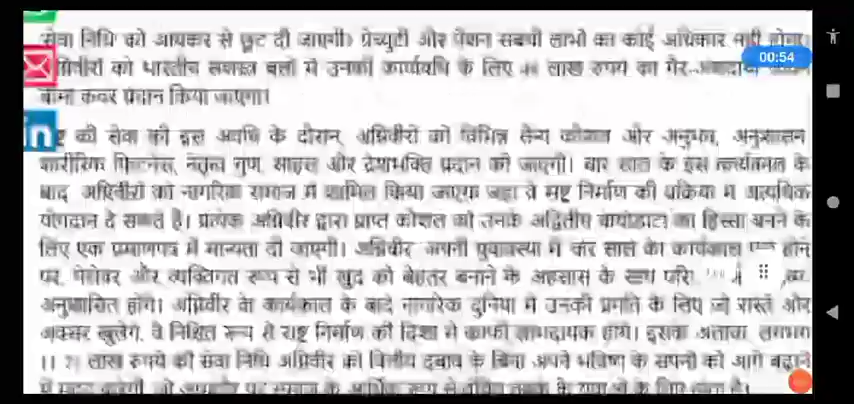 सेवा निधि को आयकर से छूट दी जाएगी। ग्रेच्युटी और पेंशन संबंधी लाभों का कोई अधिकार नहीं होगा।
को भारतीय सशस्त्र बलों में उनकी कार्यावधि के लिए लाख रुपये का गैर-
00:54
बीमा कवर प्रदान किया जाएगा।
in
की सेवा की इस अवधि के दौरान, अग्निवीरों को विभिन्न सैन्य कौशल और अनुभव, अनुशासन,
शारीरिक फिटनेस, नेतृत्व गुण, साहस और देशभक्ति प्रदान की जाएगी। चार साल के इस कार्यकाल के
बाद, अग्निवीरों को नागरिक समाज में शामिल किया जाएगा जहां वे राष्ट्र निर्माण की प्रक्रिया में अत्यधिक
योगदान दे सकते हैं। प्रत्येक अग्निवीर द्वारा प्राप्त कौशल को उनके अद्वितीय बायोडाटा का हिस्सा बनने के
लिए एक प्रमाणपत्र में मान्यता दी जाएगी। अग्निवीर अपनी युवावस्था में चार साल का कार्यकाल पूरा होने
पर, पेशेवर और व्यक्तिगत रूप से भी खुद को बेहतर बनाने के अहसास के साथ
अनुशासित होंगे। अग्निवीर के कार्यकाल के बाद नागरिक दुनिया में उनकी प्रगति के लिए जो रास्ते और
अवसर खुलेंगे, वे निश्चित रूप से राष्ट्र निर्माण की दिशा में काफी लाभदायक होंगे। इसके अलावा, लगभग
लाख रुपये की सेवा निधि अग्निवीर को वित्तीय दबाव के बिना अपने भविष्य के सपनों को आगे बढ़ाने